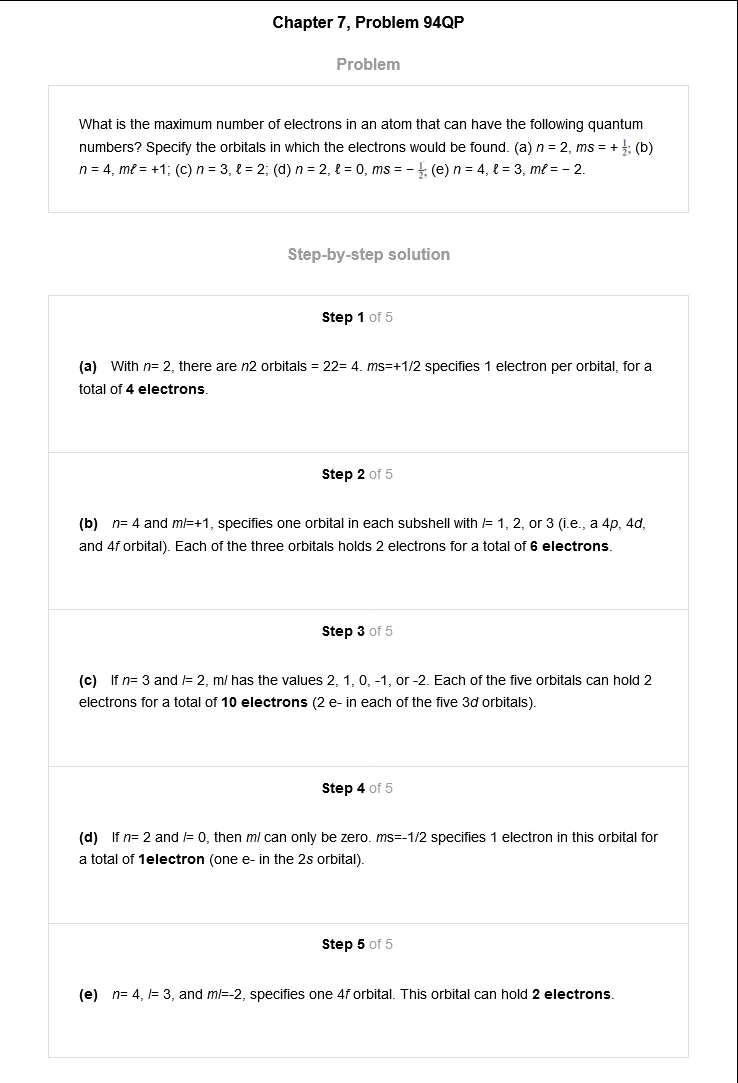 Chapter 7, Problem 94QP
Problem
What is the maximum number of electrons in an atom that can have the following quantum
numbers? Specify the orbitals in which the electrons would be found. (a) n = 2, ms = + 1/2; (b)
n = 4, mℓ = +1; (c) n = 3, ℓ = 2; (d) n = 2, ℓ = 0, ms = − 1/2; (e) n = 4, ℓ = 3, mℓ = − 2.
Step-by-step solution
Step 1 of 5
(a) With n= 2, there are n2 orbitals = 22= 4. ms=+1/2 specifies 1 electron per orbital, for a
total of 4 electrons.
Step 2 of 5
(b) n= 4 and ml=+1, specifies one orbital in each subshell with l= 1, 2, or 3 (i.e., a 4p, 4d,
and 4f orbital). Each of the three orbitals holds 2 electrons for a total of 6 electrons.
Step 3 of 5
(c) If n= 3 and l= 2, ml has the values 2, 1, 0, -1, or -2. Each of the five orbitals can hold 2
electrons for a total of 10 electrons (2 e- in each of the five 3d orbitals).
Step 4 of 5
(d) If n= 2 and l= 0, then ml can only be zero. ms=-1/2 specifies 1 electron in this orbital for
a total of 1electron (one e- in the 2s orbital).
Step 5 of 5
(e) n= 4, l= 3, and ml=-2, specifies one 4f orbital. This orbital can hold 2 electrons.